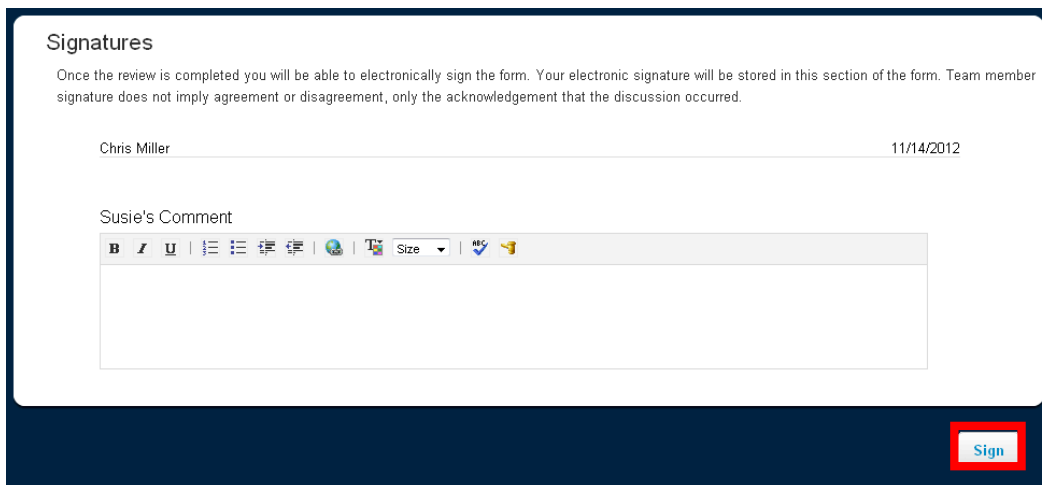 Signatures
Once the review is completed you will be able to electronically sign the form. Your electronic signature will be stored in this section of the form. Team member
signature does not imply agreement or disagreement, only the acknowledgement that the discussion occurred.
Chris Miller 11/14/2012
Susie's Comment
B I U Size ABC
Sign